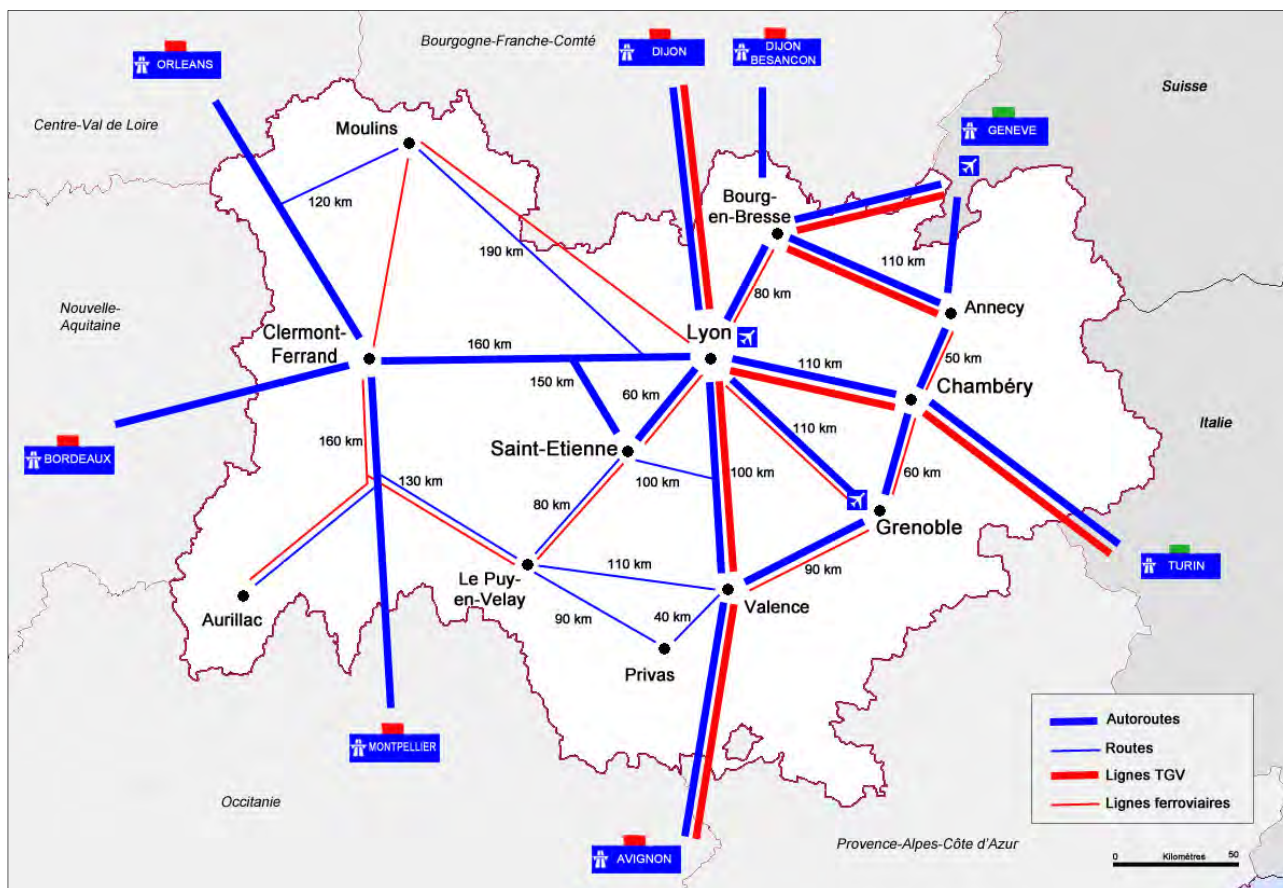 Bourgogne-Franche-Comté
ORLEANS
DIJON
DIJON
BESANCON
Suisse
Centre-Val de Loire
Moulins
GENEVE
120 km
Bourg-
en-Bresse
190 km
110 km
80 km
Nouvelle-
Aquitaine
Annecy
Clermont-
Ferrand
160 km
Lyon
50 km
110 km
150 km
60 km
Chambéry
Italie
160 km
110 km
BORDEAUX
Saint-Etienne
130 km
100 km
100 km
60 km
80 km
Grenoble
110 km
90 km
TURIN
Le Puy-
en-Velay
Valence
Aurillac
90 km
40 km
Privas
MONTPELLIER
Autoroutes
Routes
Lignes TGV
Lignes ferroviaires
Occitanie
Provence-Alpes-Côte d'Azur
AVIGNON
0 Kilomètres 50